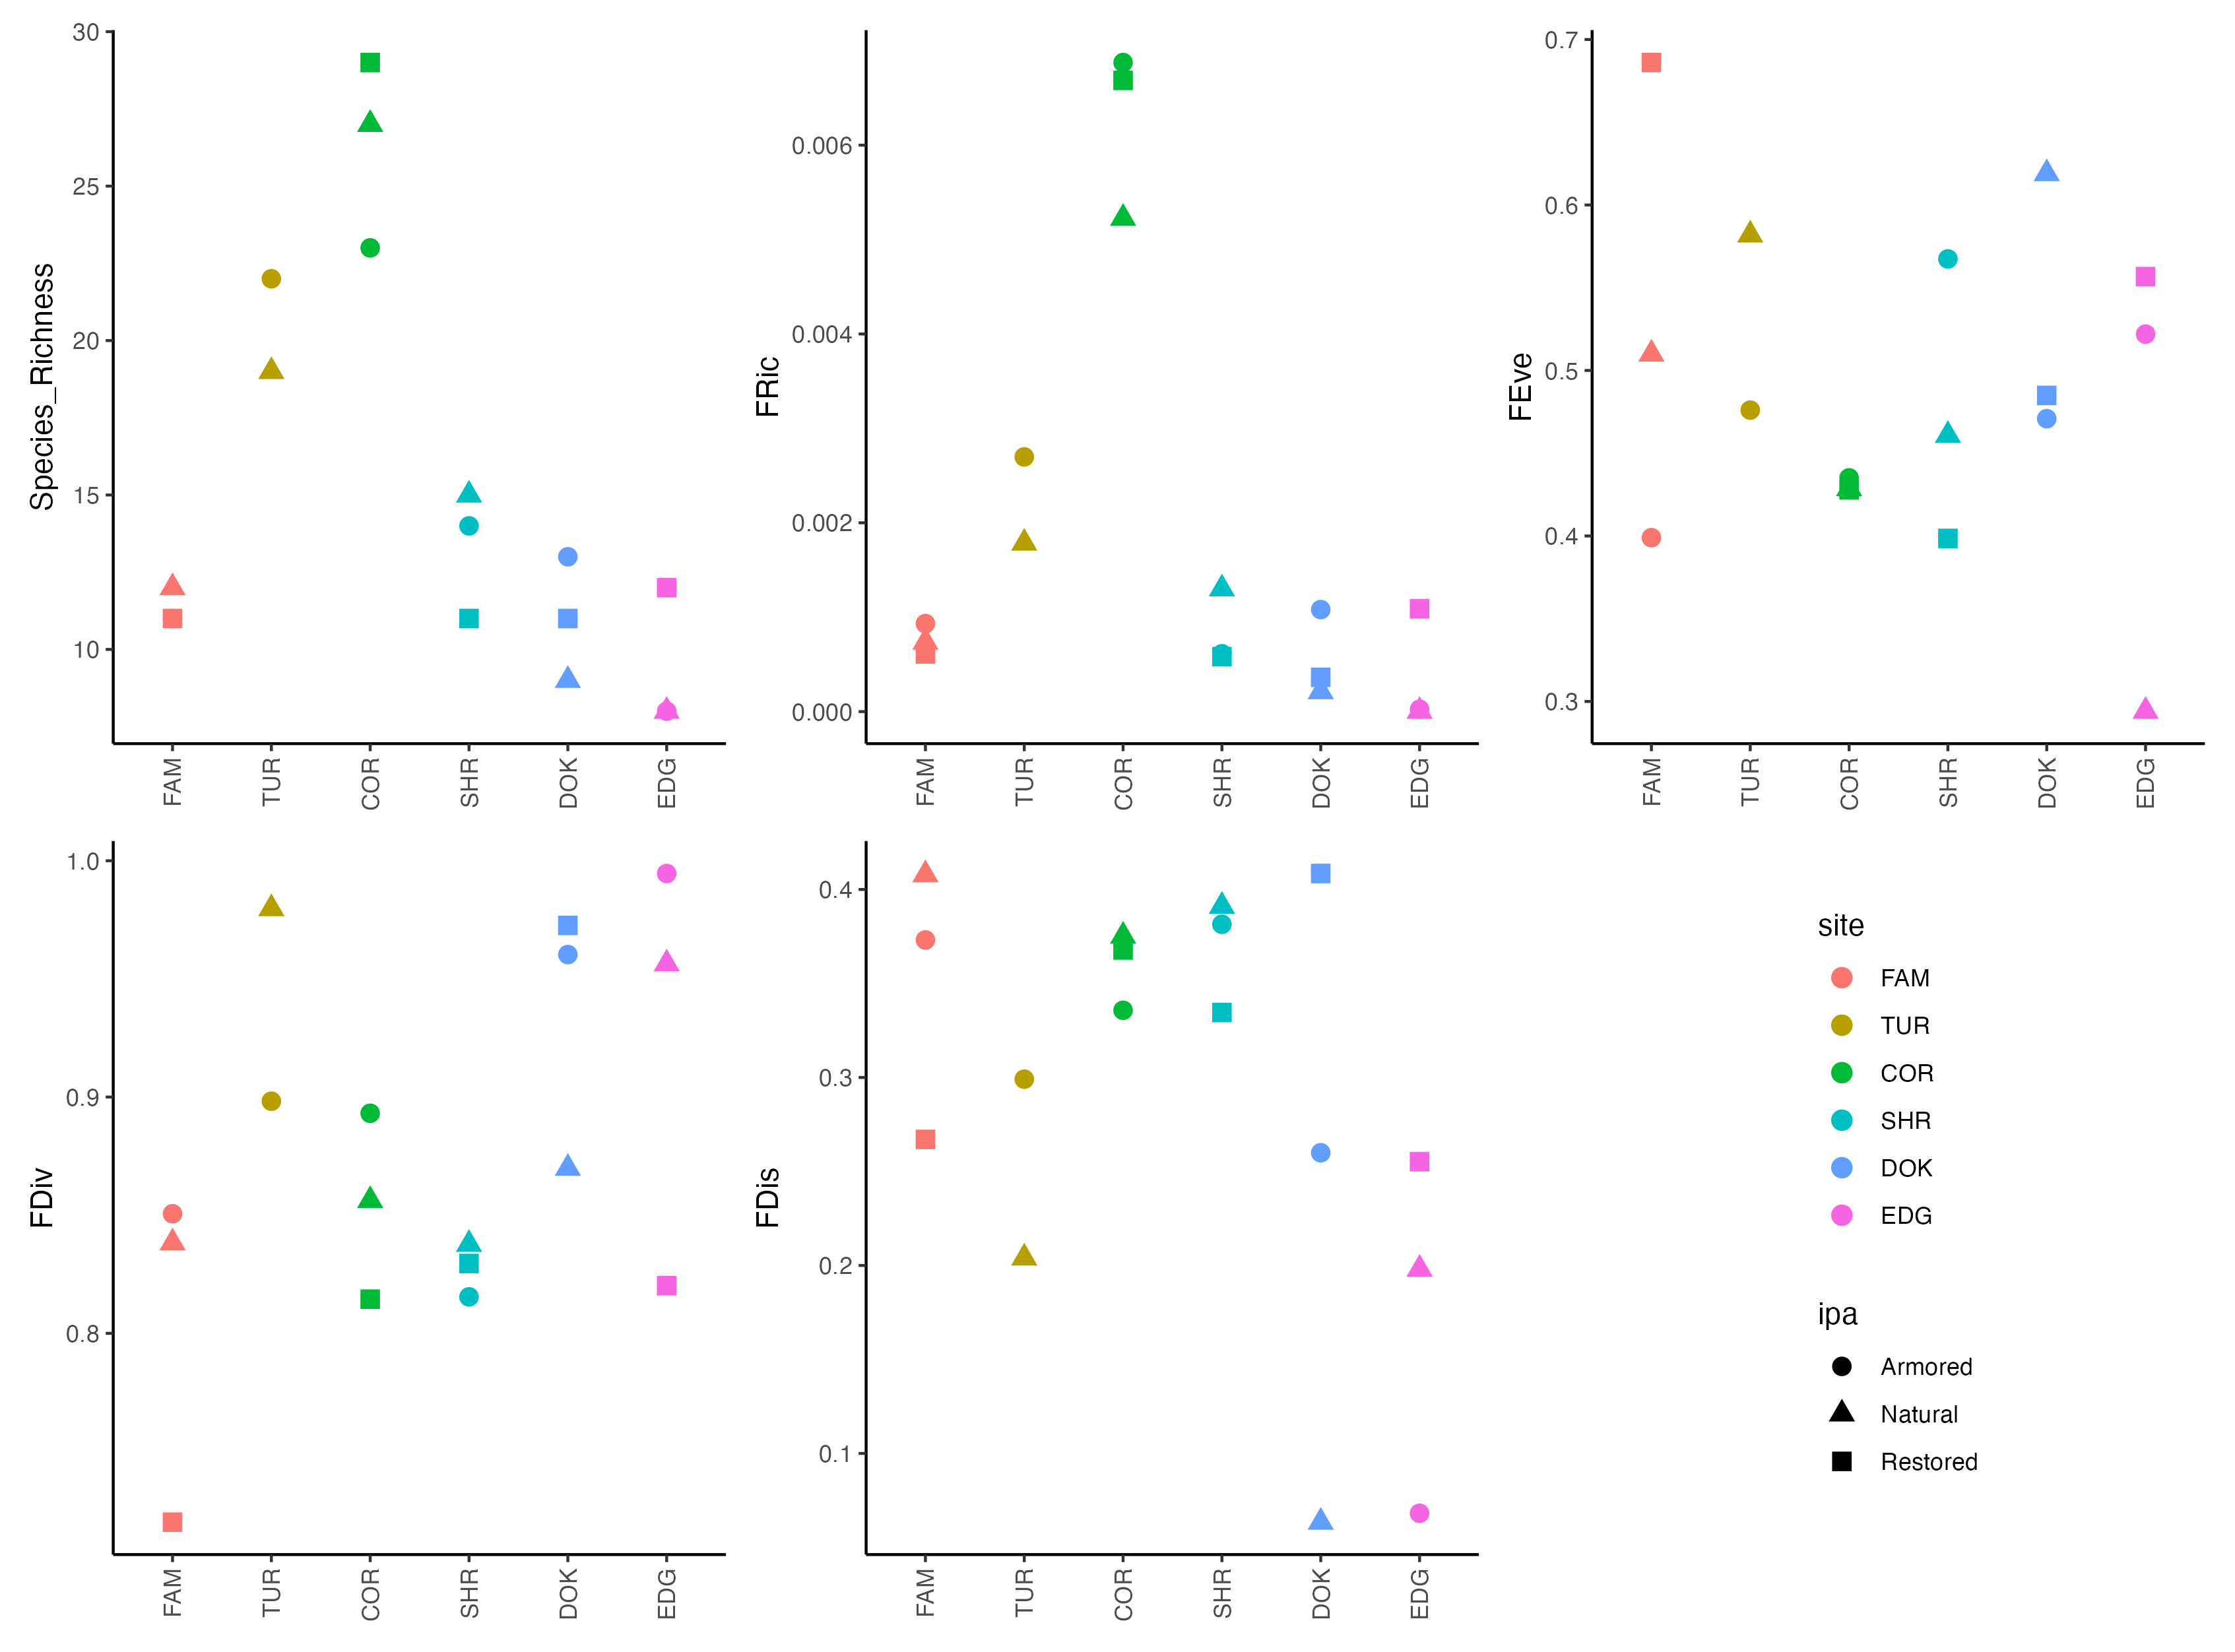 Species_Richness
30
25
20
15
10
FAM
TUR
COR
SHR
DOK
EDG
FRic
0.006
0.004
0.002
0.000
FAM
TUR
COR
SHR
DOK
EDG
FEve
0.7
0.6
0.5
0.4
0.3
FAM
TUR
COR
SHR
DOK
EDG
FDiv
1.0
0.9
0.8
FAM
TUR
COR
SHR
DOK
EDG
FDis
0.4
0.3
0.2
0.1
FAM
TUR
COR
SHR
DOK
EDG
site
FAM
TUR
COR
SHR
DOK
EDG
ipa
Armored
Natural
Restored